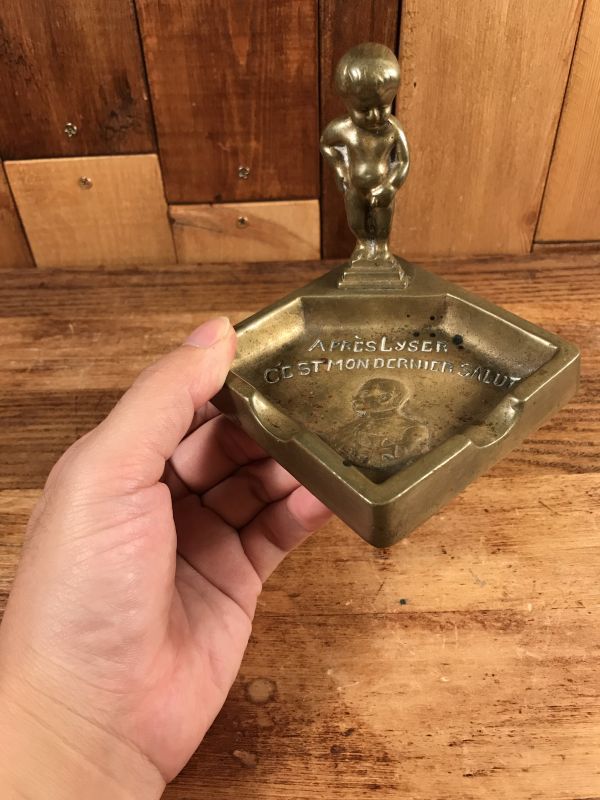 APRÈS LYSER
C'EST MON DERNIER SALUT